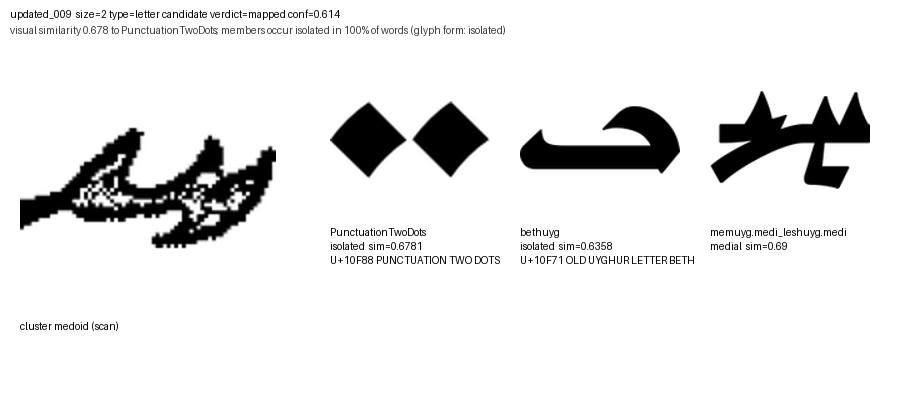 updated_009 size=2 type=letter candidate verdict=mapped conf=0.614
visual similarity 0.678 to PunctuationTwoDots; members occur isolated in 100% of words (glyph form: isolated)
PunctuationTwoDots
isolated sim=0.6781
U+10F88 PUNCTUATION TWO DOTS
bethuyg
isolated sim=0.6358
U+10F71 OLD UYGHUR LETTER BETH
memuyg.medi_leshuyg.medi
medial sim=0.69
cluster medoid (scan)